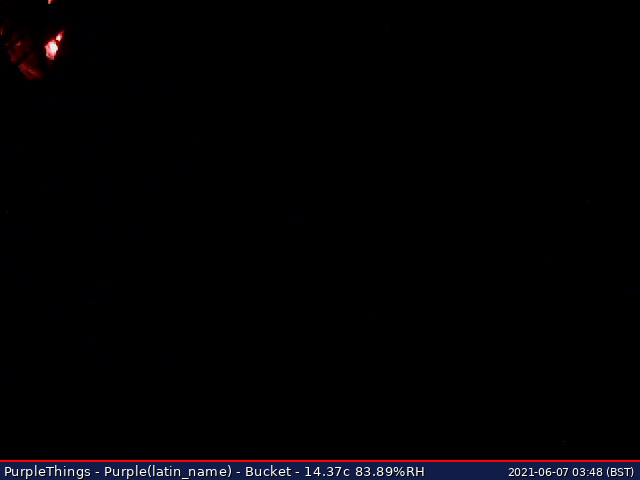 PurpleThings - Purple(latin_name) - Bucket - 14.37c 83.89%RH
2021-06-07 03:48 (BST)